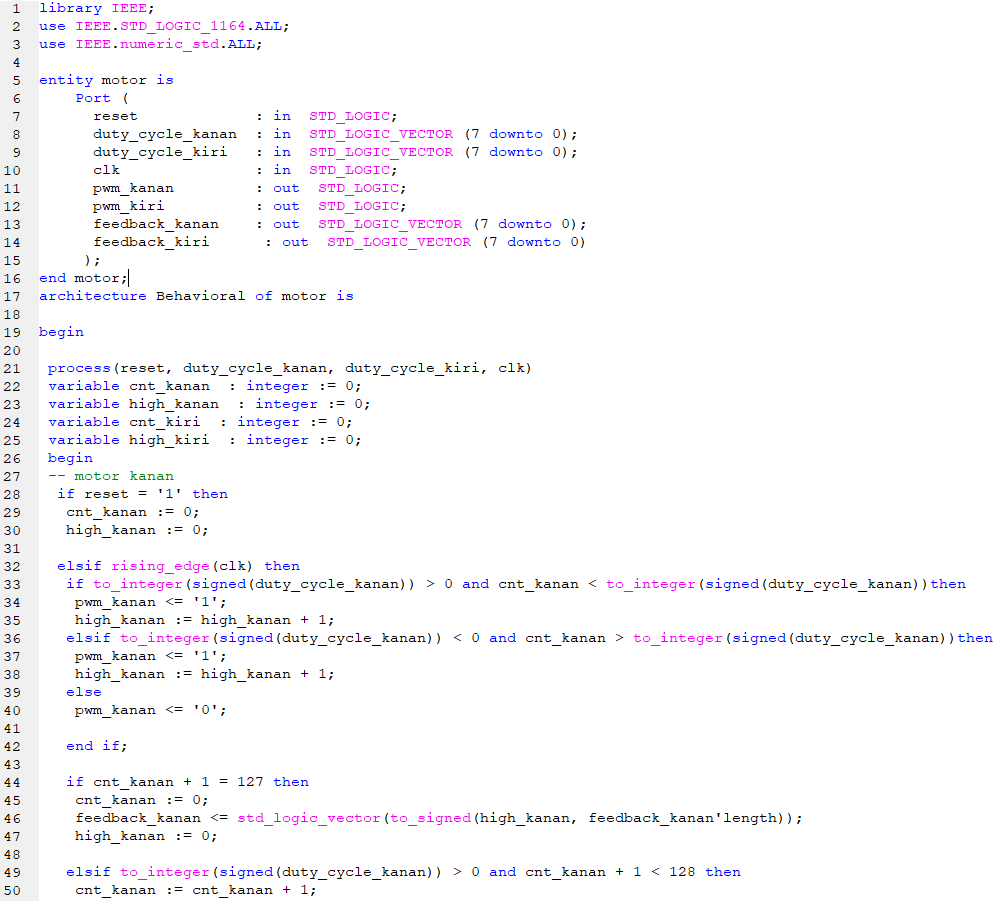 1 library IEEE;
2 use IEEE.STD_LOGIC_1164.ALL;
3 use IEEE.numeric_std.ALL;
4
5 entity motor is
6     Port (
7       reset             : in  STD_LOGIC;
8       duty_cycle_kanan  : in  STD_LOGIC_VECTOR (7 downto 0);
9       duty_cycle_kiri   : in  STD_LOGIC_VECTOR (7 downto 0);
10       clk               : in  STD_LOGIC;
11       pwm_kanan         : out  STD_LOGIC;
12       pwm_kiri          : out  STD_LOGIC;
13       feedback_kanan    : out  STD_LOGIC_VECTOR (7 downto 0);
14       feedback_kiri      : out  STD_LOGIC_VECTOR (7 downto 0)
15      );
16 end motor;
17 architecture Behavioral of motor is
18
19 begin
20
21  process(reset, duty_cycle_kanan, duty_cycle_kiri, clk)
22  variable cnt_kanan  : integer := 0;
23  variable high_kanan  : integer := 0;
24  variable cnt_kiri  : integer := 0;
25  variable high_kiri  : integer := 0;
26  begin
27  -- motor kanan
28   if reset = '1' then
29    cnt_kanan := 0;
30    high_kanan := 0;
31
32   elsif rising_edge(clk) then
33    if to_integer(signed(duty_cycle_kanan)) > 0 and cnt_kanan < to_integer(signed(duty_cycle_kanan))then
34     pwm_kanan <= '1';
35     high_kanan := high_kanan + 1;
36    elsif to_integer(signed(duty_cycle_kanan)) < 0 and cnt_kanan > to_integer(signed(duty_cycle_kanan))then
37     pwm_kanan <= '1';
38     high_kanan := high_kanan + 1;
39    else
40     pwm_kanan <= '0';
41
42    end if;
43
44    if cnt_kanan + 1 = 127 then
45     cnt_kanan := 0;
46     feedback_kanan <= std_logic_vector(to_signed(high_kanan, feedback_kanan'length));
47     high_kanan := 0;
48
49    elsif to_integer(signed(duty_cycle_kanan)) > 0 and cnt_kanan + 1 < 128 then
50     cnt_kanan := cnt_kanan + 1;